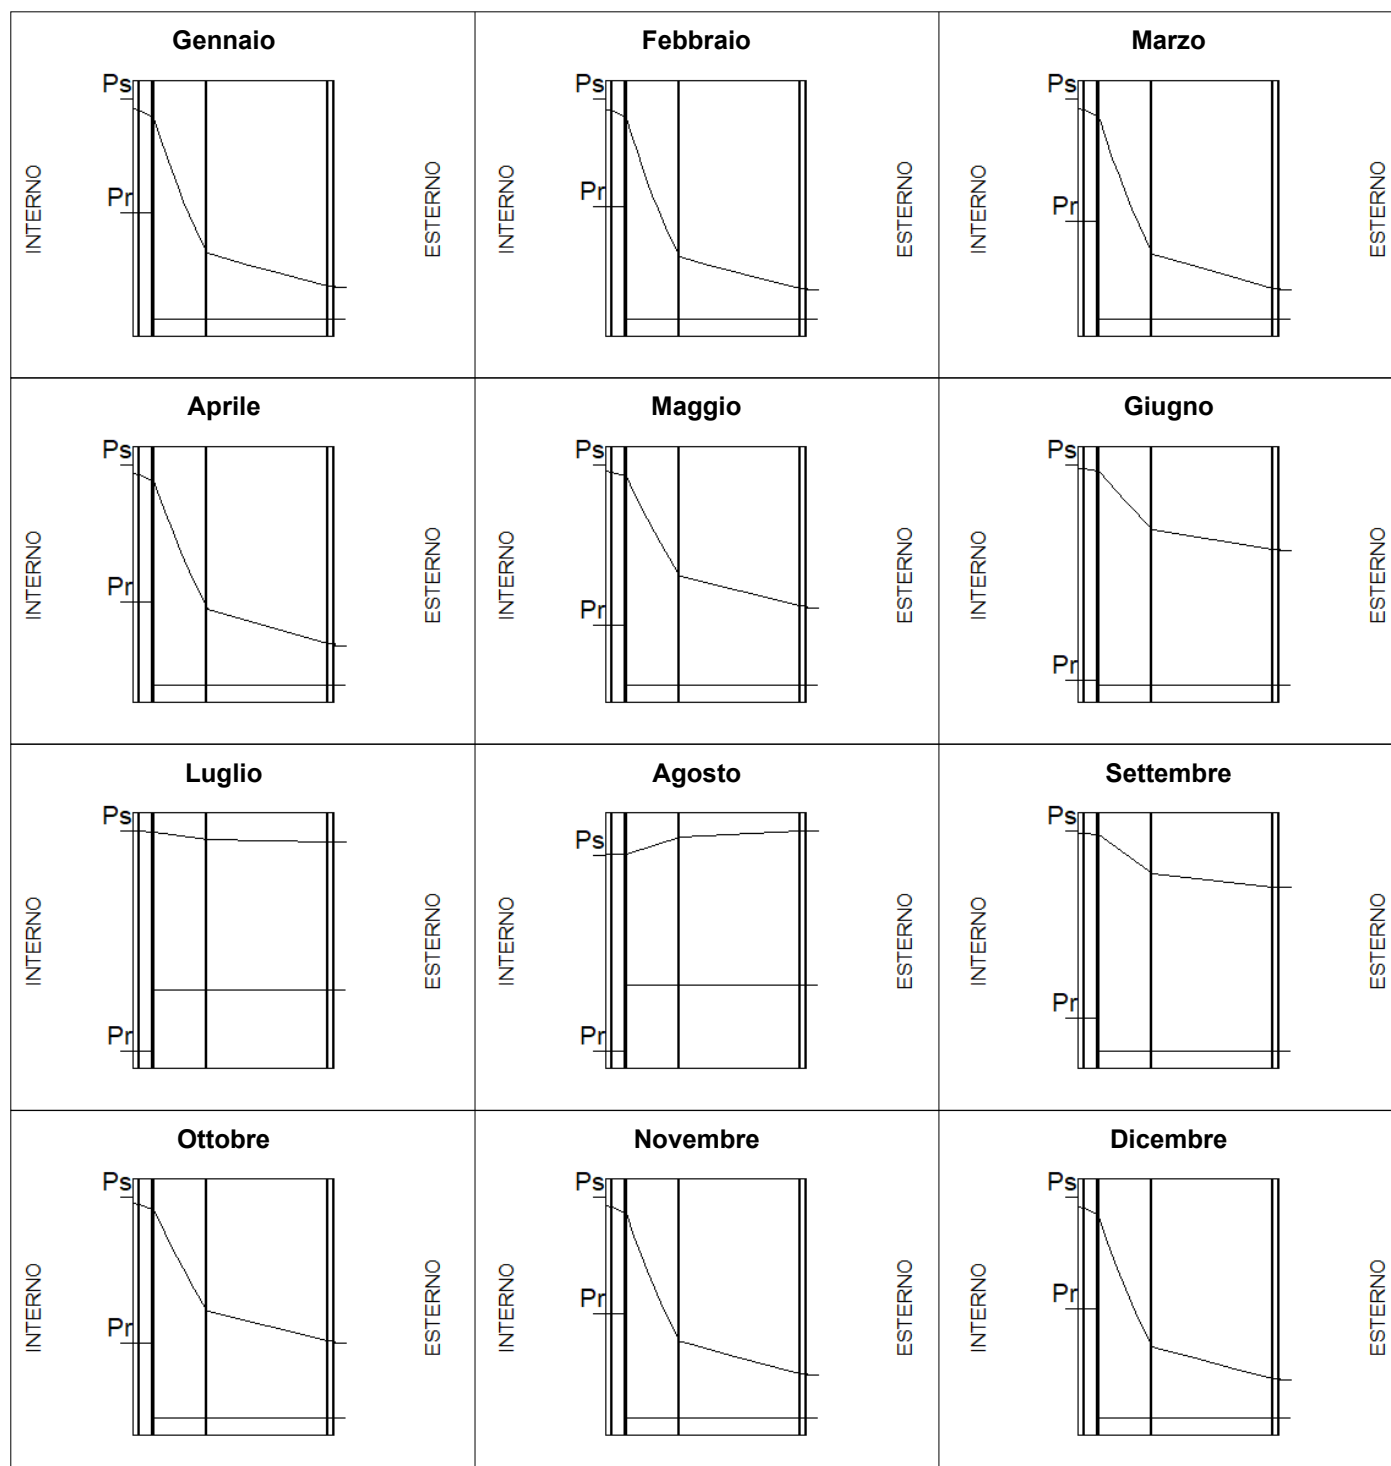 Gennaio
Febbraio
Marzo
Ps
Pr
INTERNO
ESTERNO
Ps
Pr
INTERNO
ESTERNO
Ps
Pr
INTERNO
ESTERNO
Aprile
Maggio
Giugno
Ps
Pr
INTERNO
ESTERNO
Ps
Pr
INTERNO
ESTERNO
Ps
Pr
INTERNO
ESTERNO
Luglio
Agosto
Settembre
Ps
Pr
INTERNO
ESTERNO
Ps
Pr
INTERNO
ESTERNO
Ps
Pr
INTERNO
ESTERNO
Ottobre
Novembre
Dicembre
Ps
Pr
INTERNO
ESTERNO
Ps
Pr
INTERNO
ESTERNO
Ps
Pr
INTERNO
ESTERNO